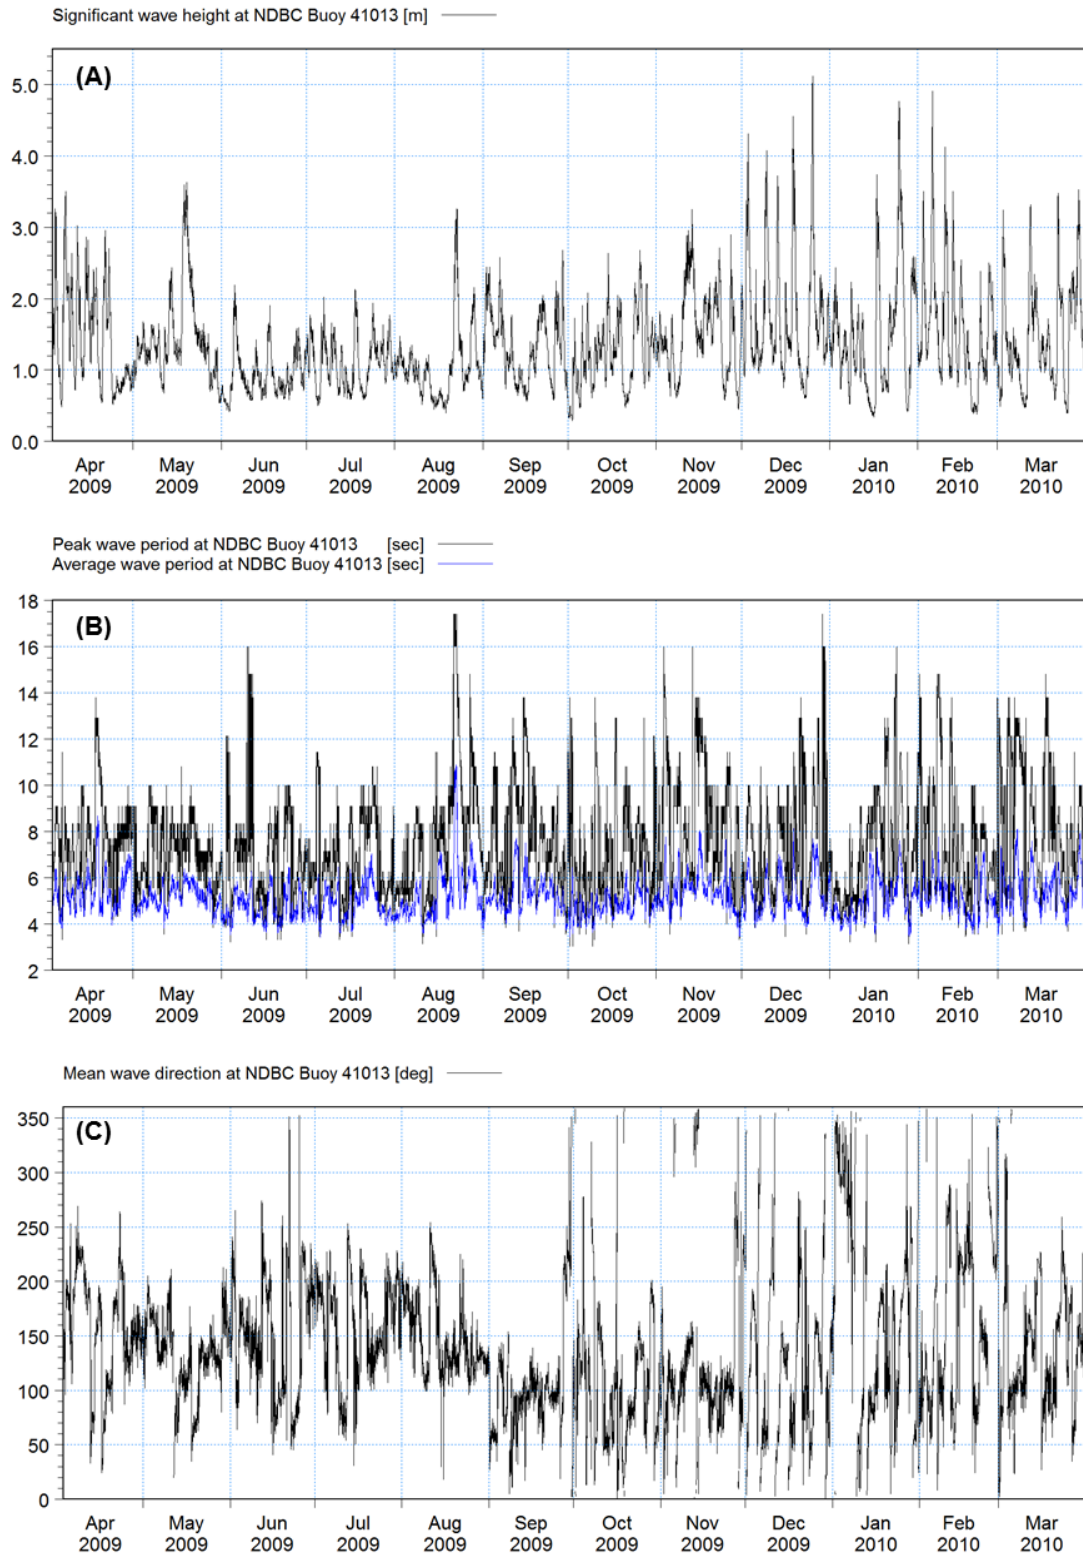 Significant wave height at NDBC Buoy 41013 [m]
(A)
5.0
4.0
3.0
2.0
1.0
0.0
Apr May Jun Jul Aug Sep Oct Nov Dec Jan Feb Mar
2009 2009 2009 2009 2009 2009 2009 2009 2009 2010 2010 2010
Peak wave period at NDBC Buoy 41013 [sec]
Average wave period at NDBC Buoy 41013 [sec]
18
(B)
16
14
12
10
8
6
4
2
Apr May Jun Jul Aug Sep Oct Nov Dec Jan Feb Mar
2009 2009 2009 2009 2009 2009 2009 2009 2009 2010 2010 2010
Mean wave direction at NDBC Buoy 41013 [deg]
350
(C)
300
250
200
150
100
50
0
Apr May Jun Jul Aug Sep Oct Nov Dec Jan Feb Mar
2009 2009 2009 2009 2009 2009 2009 2009 2009 2010 2010 2010